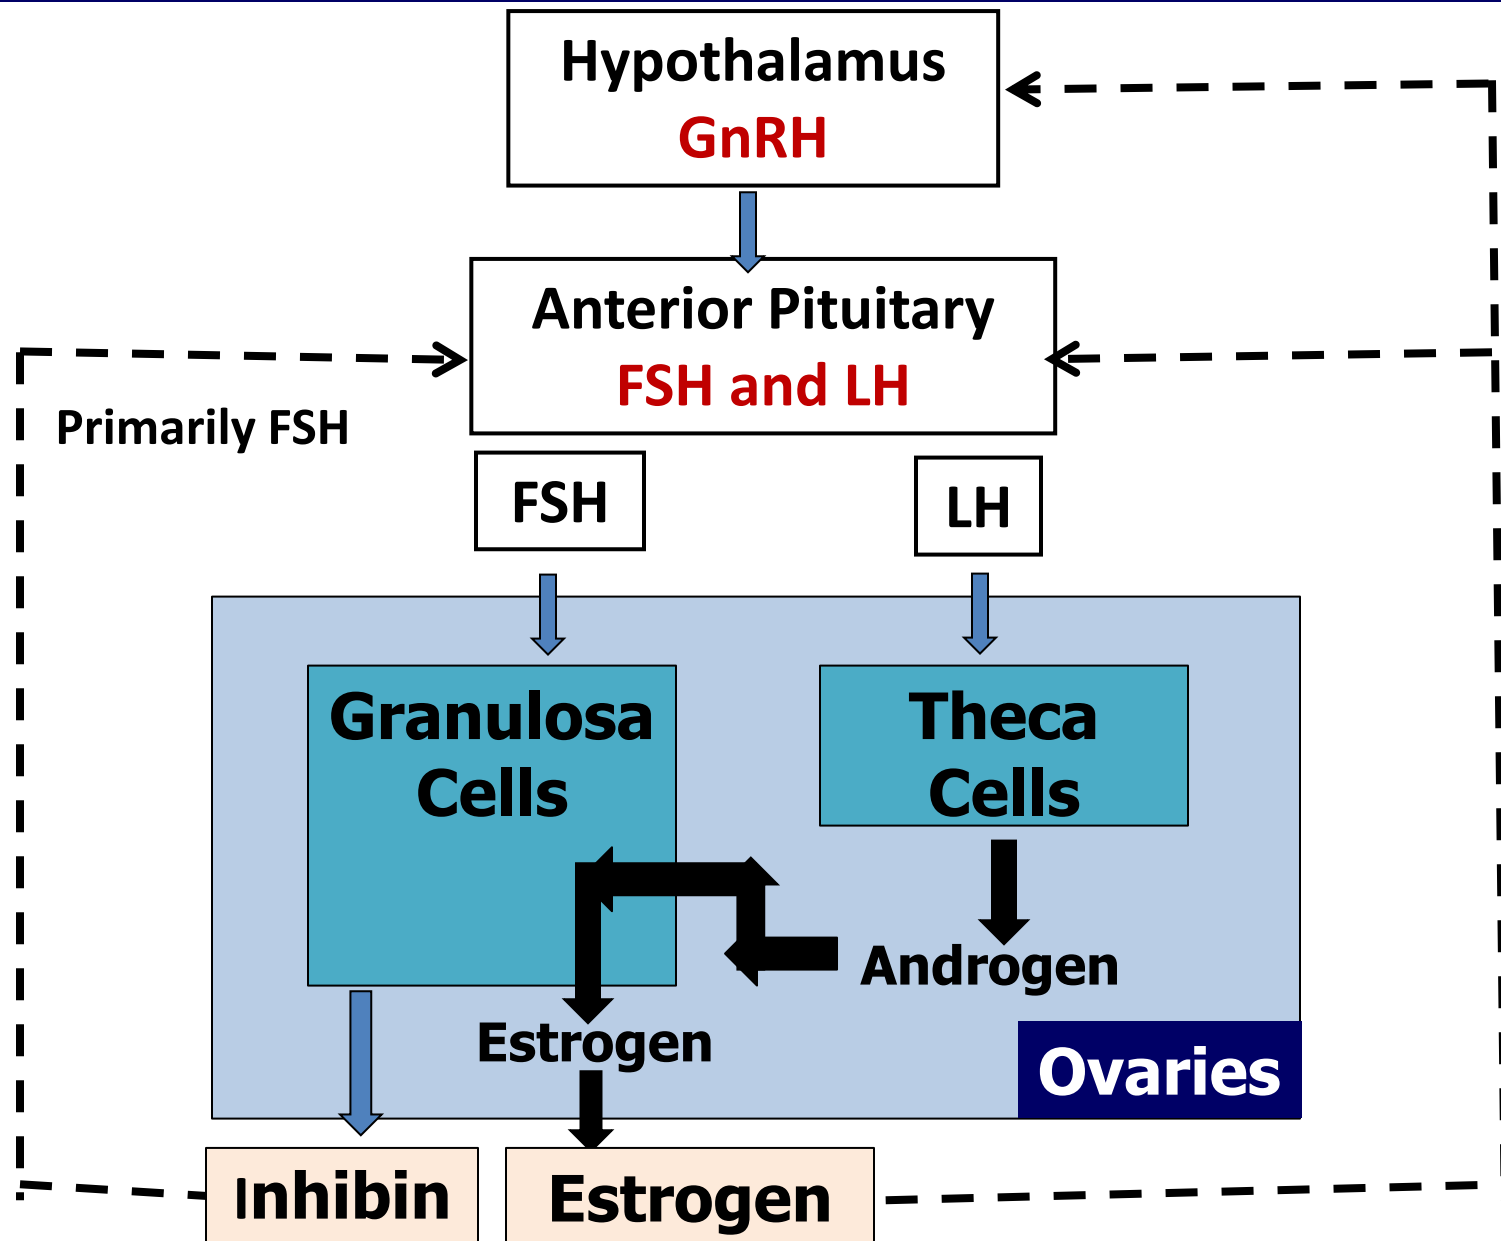 Hypothalamus
GnRH
Anterior Pituitary
FSH and LH
Primarily FSH
FSH
LH
Granulosa
Cells
Theca
Cells
Androgen
Estrogen
Ovaries
Inhibin
Estrogen